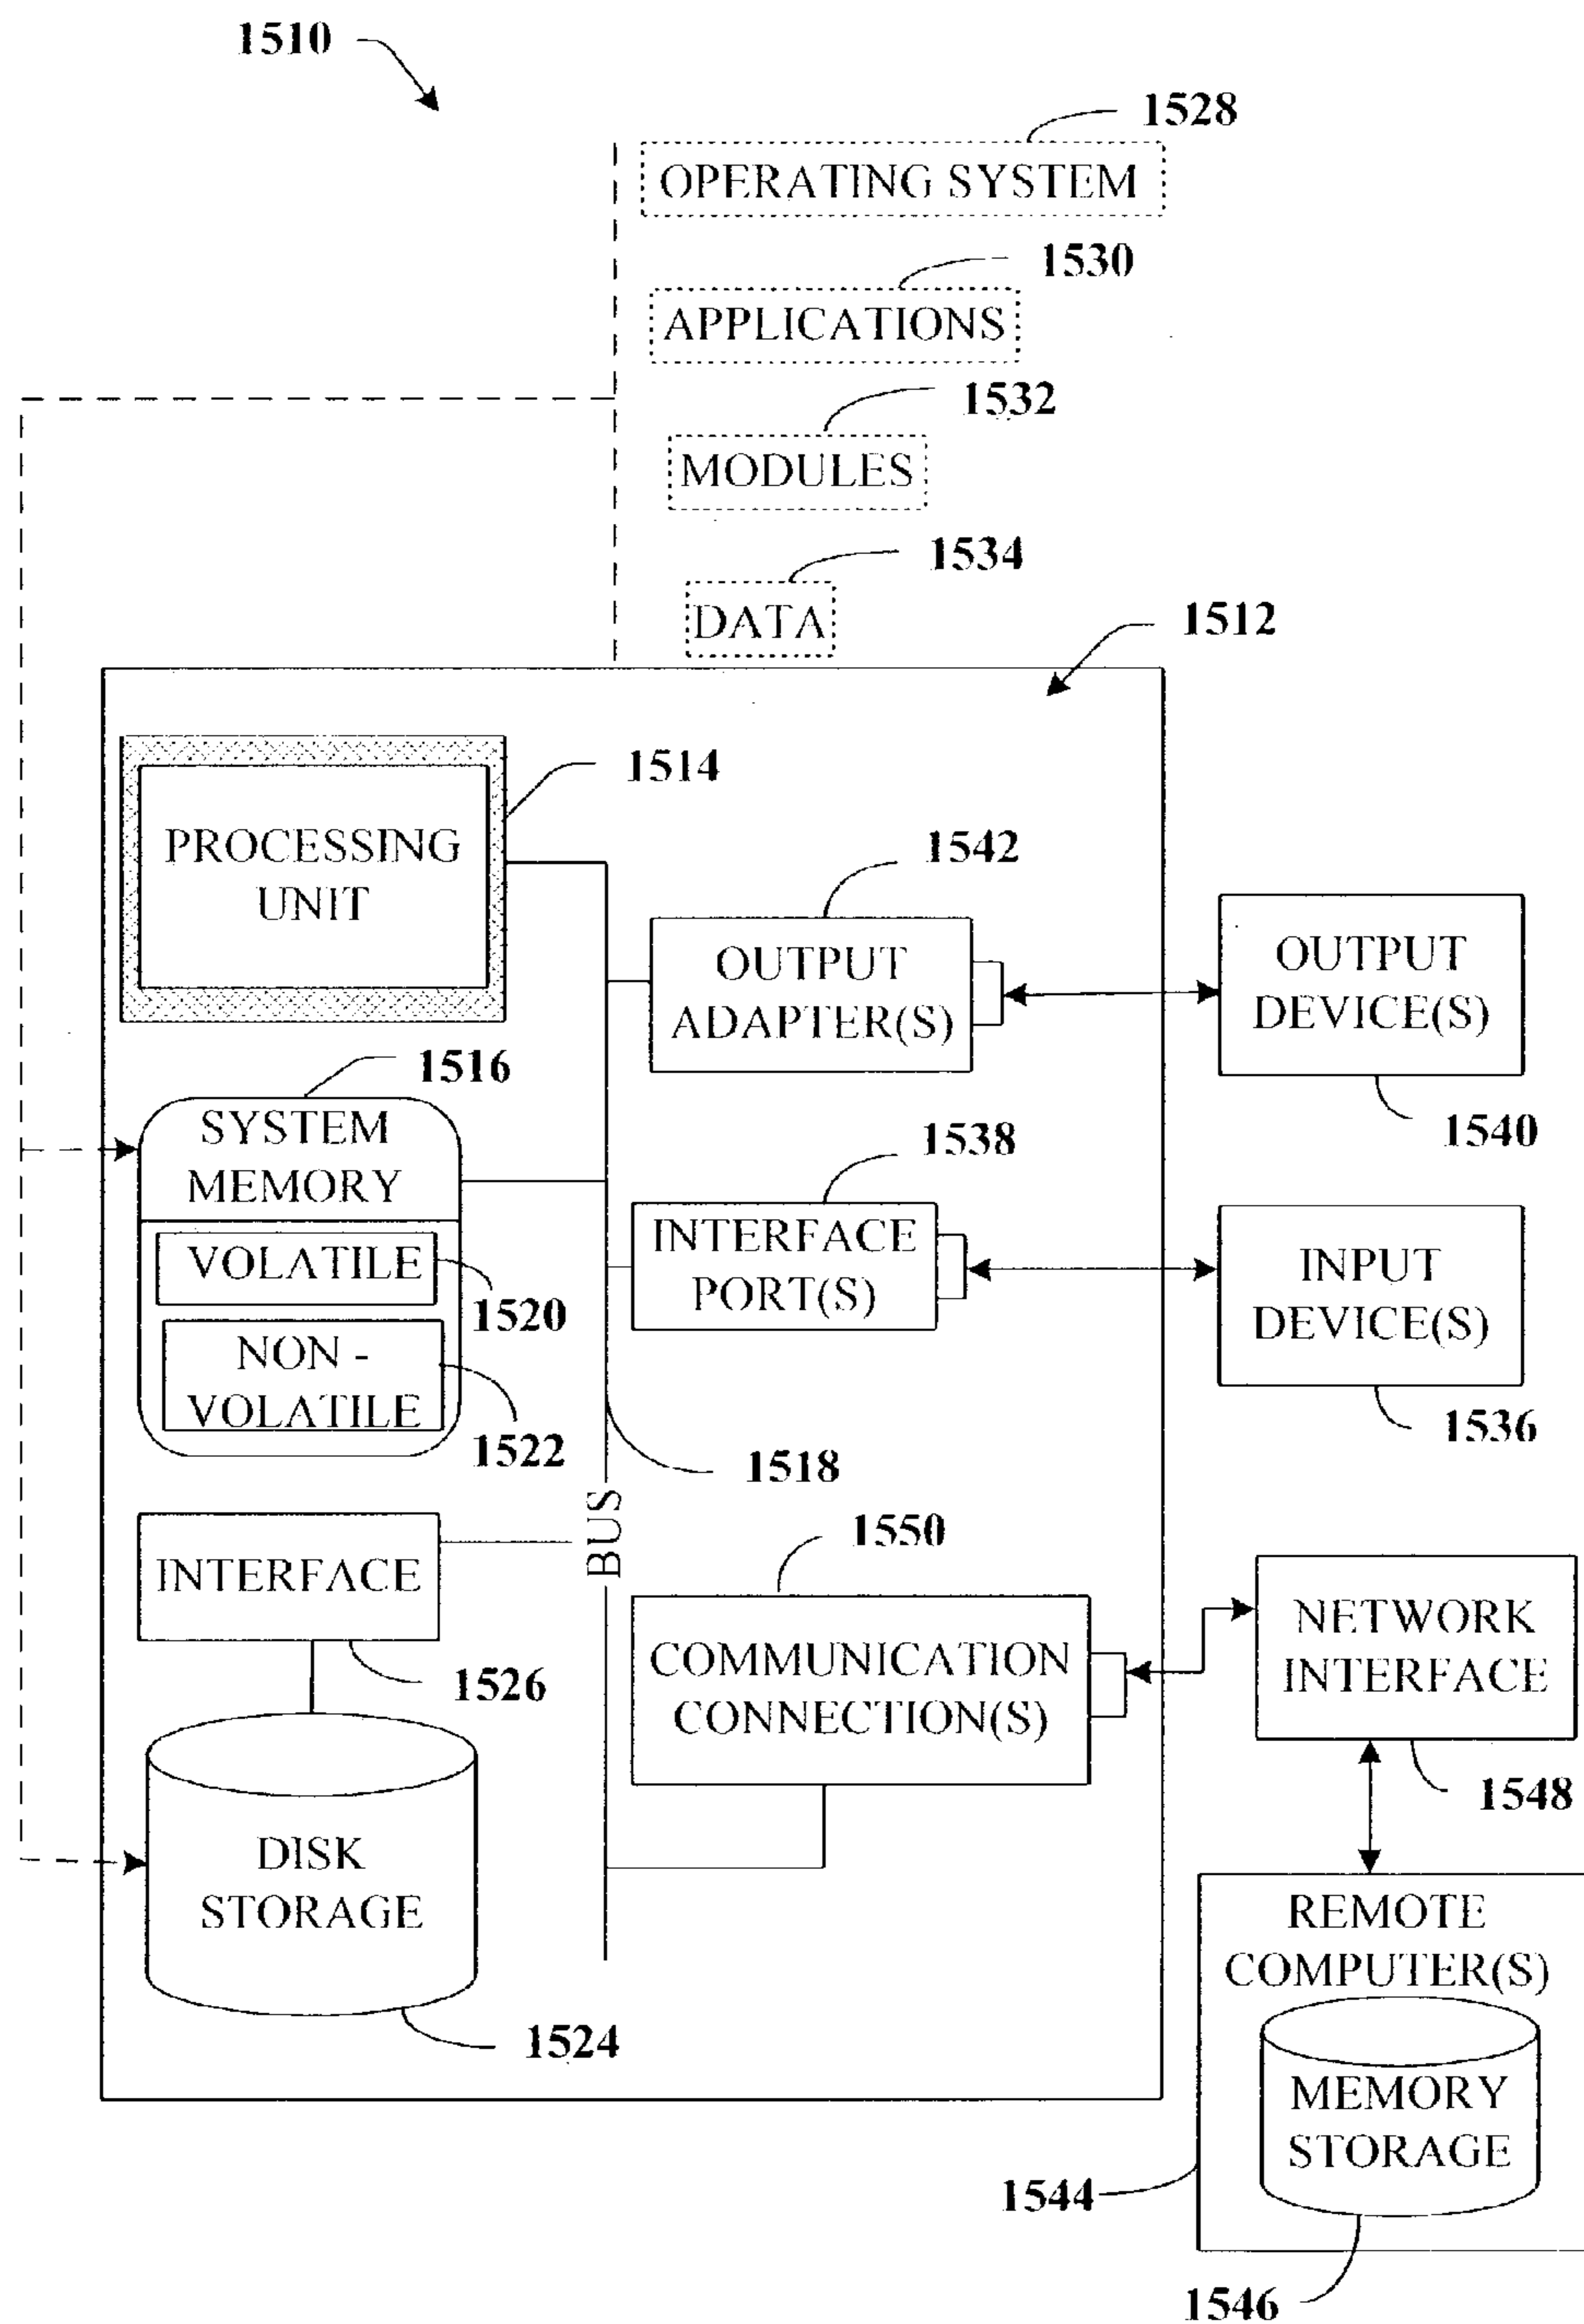 1510
1528
OPERATING SYSTEM
1530
APPLICATIONS
1532
MODULES
1534
DATA
1512
1514
PROCESSING
UNIT
1542
OUTPUT
ADAPTER(S)
OUTPUT
DEVICE(S)
1540
1516
SYSTEM
MEMORY
VOLATILE
1520
NON -
VOLATILE
1522
1538
INTERFACE
PORT(S)
INPUT
DEVICE(S)
1536
1518
BUS
INTERFACE
1526
1550
COMMUNICATION
CONNECTION(S)
NETWORK
INTERFACE
1548
DISK
STORAGE
1524
REMOTE
COMPUTER(S)
MEMORY
STORAGE
1544
1546